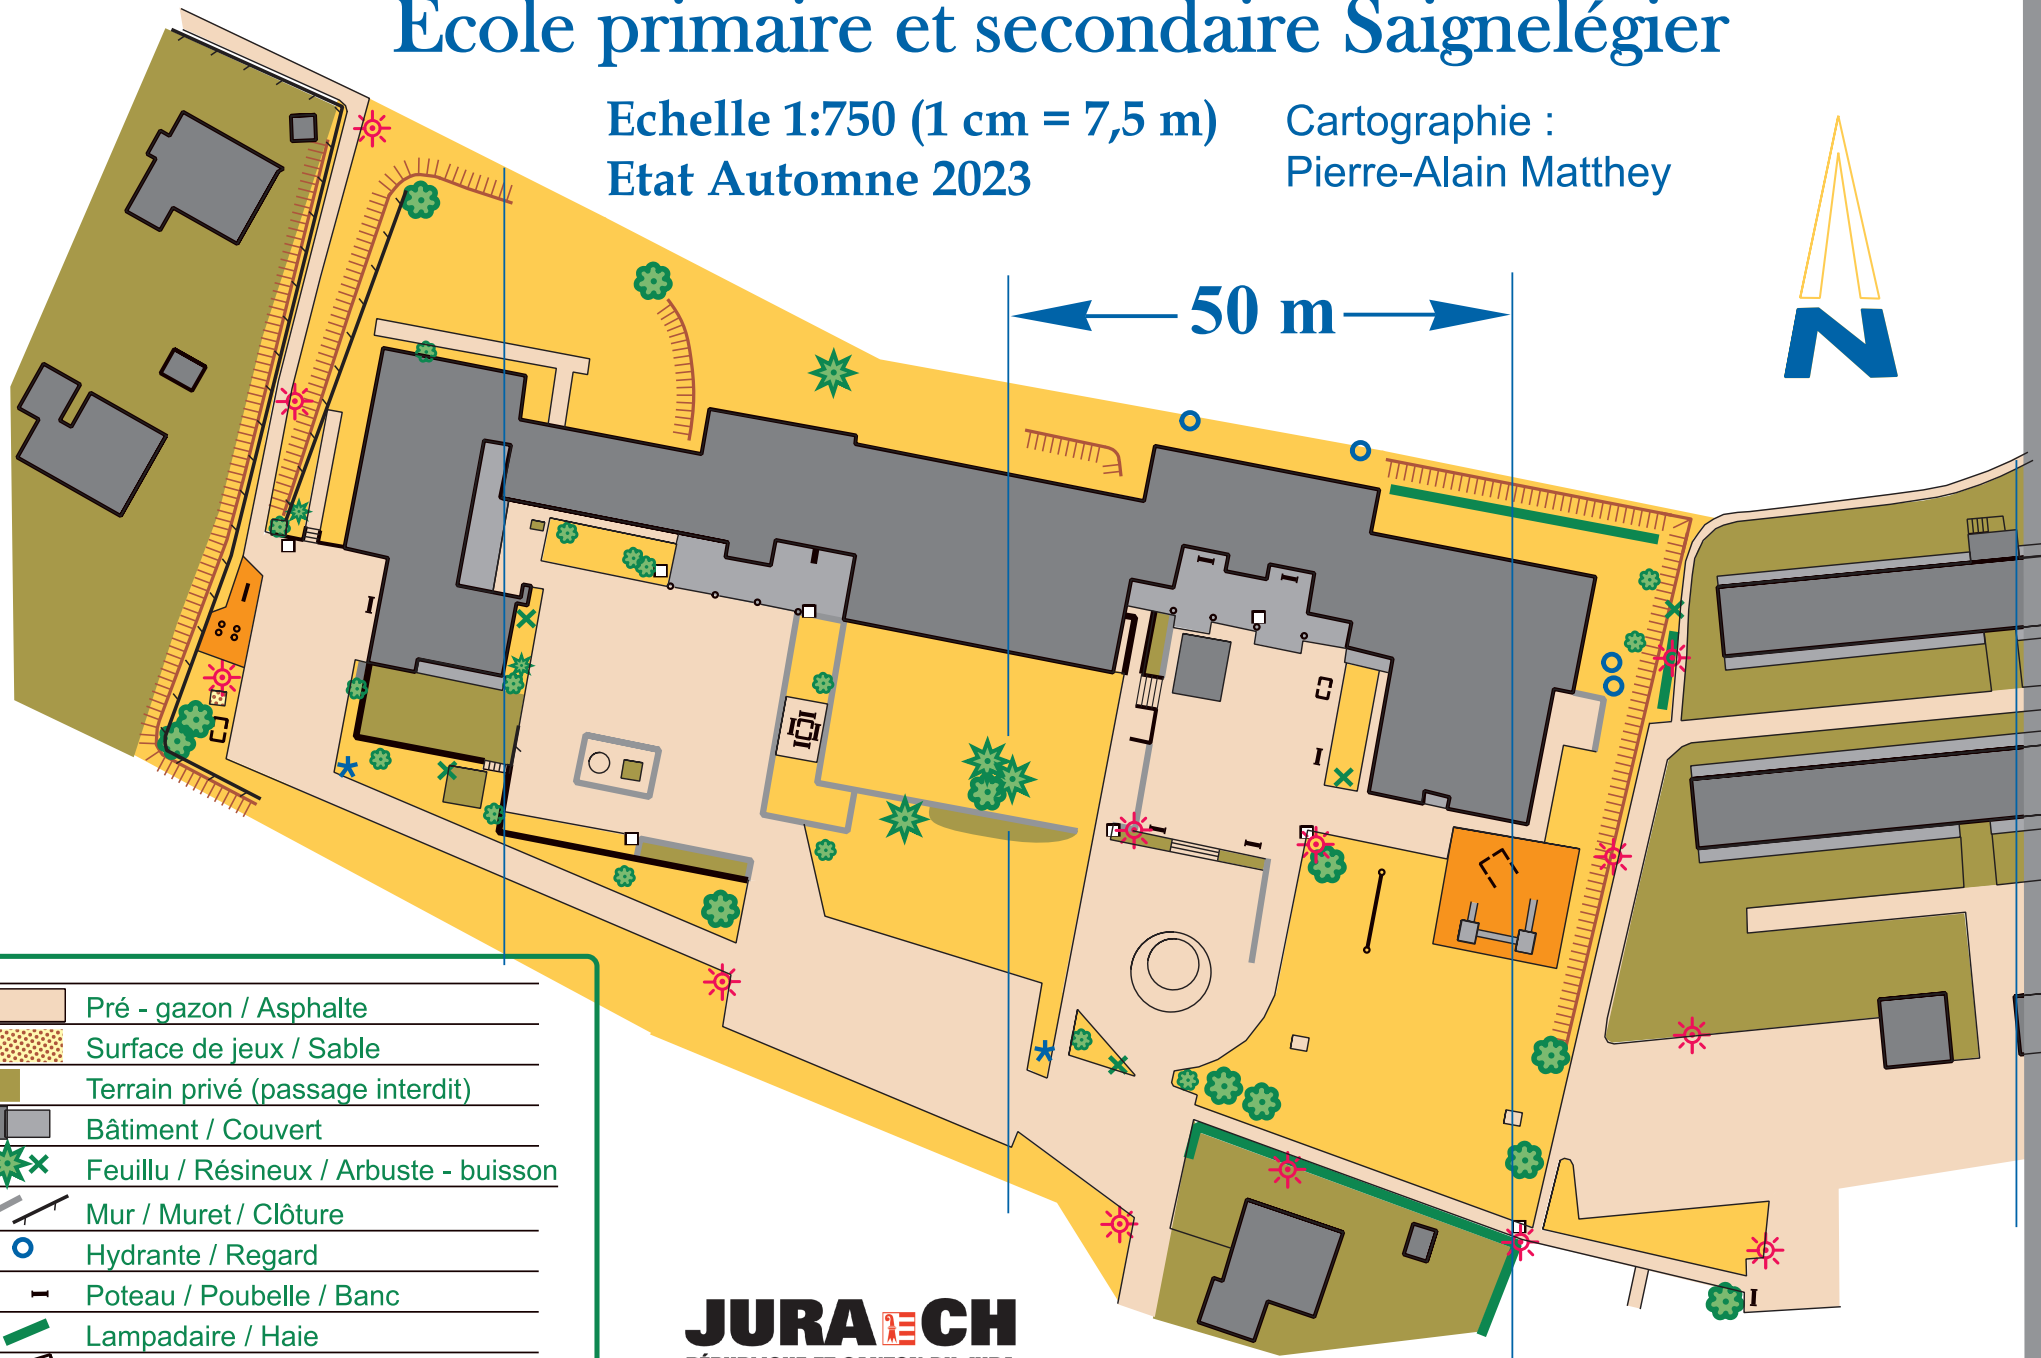 Ecole primaire et secondaire Saignelégier
Echelle 1:750 (1 cm = 7,5 m)
Etat Automne 2023
Cartographie :
Pierre-Alain Matthey
50 m
N
Pré - gazon / Asphalte
Surface de jeux / Sable
Terrain privé (passage interdit)
Bâtiment / Couvert
Feuillu / Résineux / Arbuste - buisson
Mur / Muret / Clôture
Hydrante / Regard
Poteau / Poubelle / Banc
Lampadaire / Haie
JURA CH